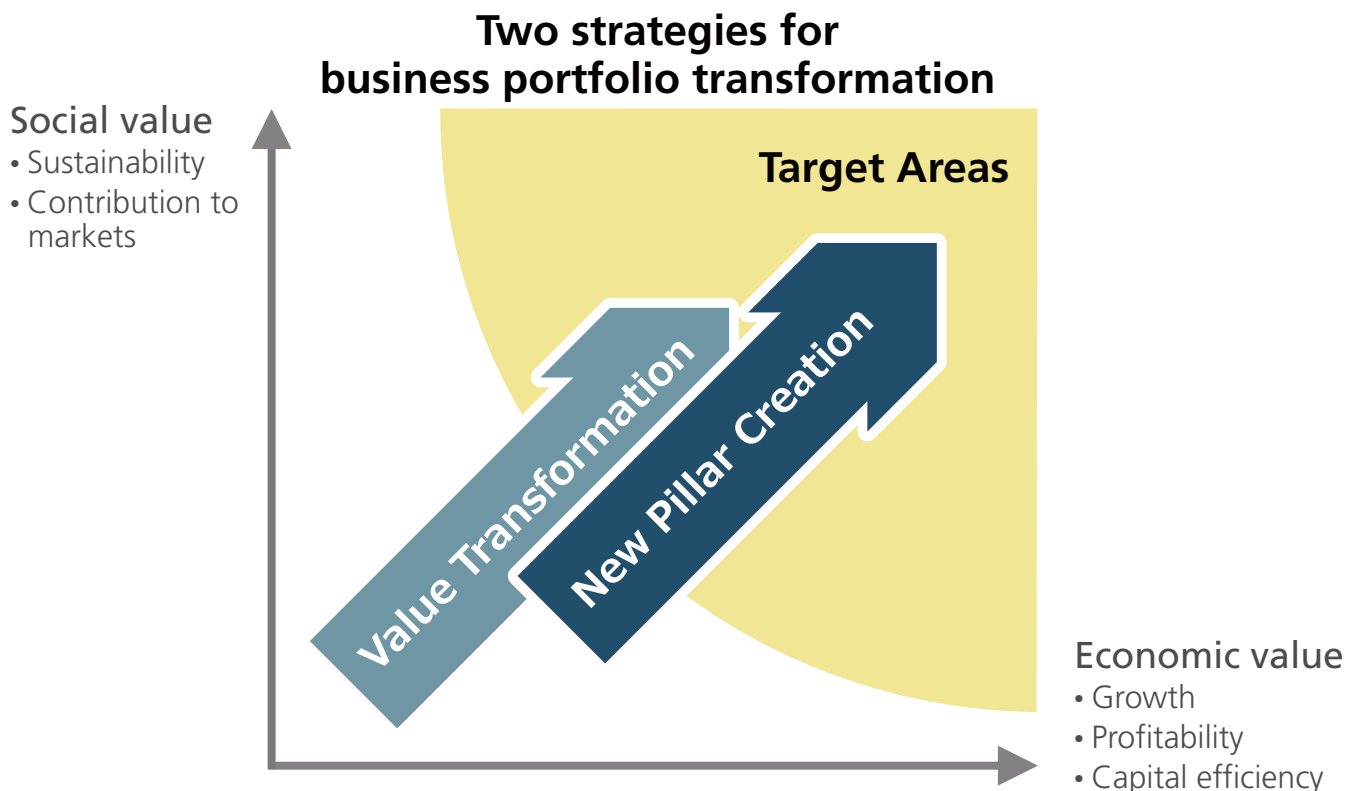 Two strategies for
business portfolio transformation
Social value
• Sustainability
• Contribution to
markets
Target Areas
Value Transformation
New Pillar Creation
Economic value
• Growth
• Profitability
• Capital efficiency